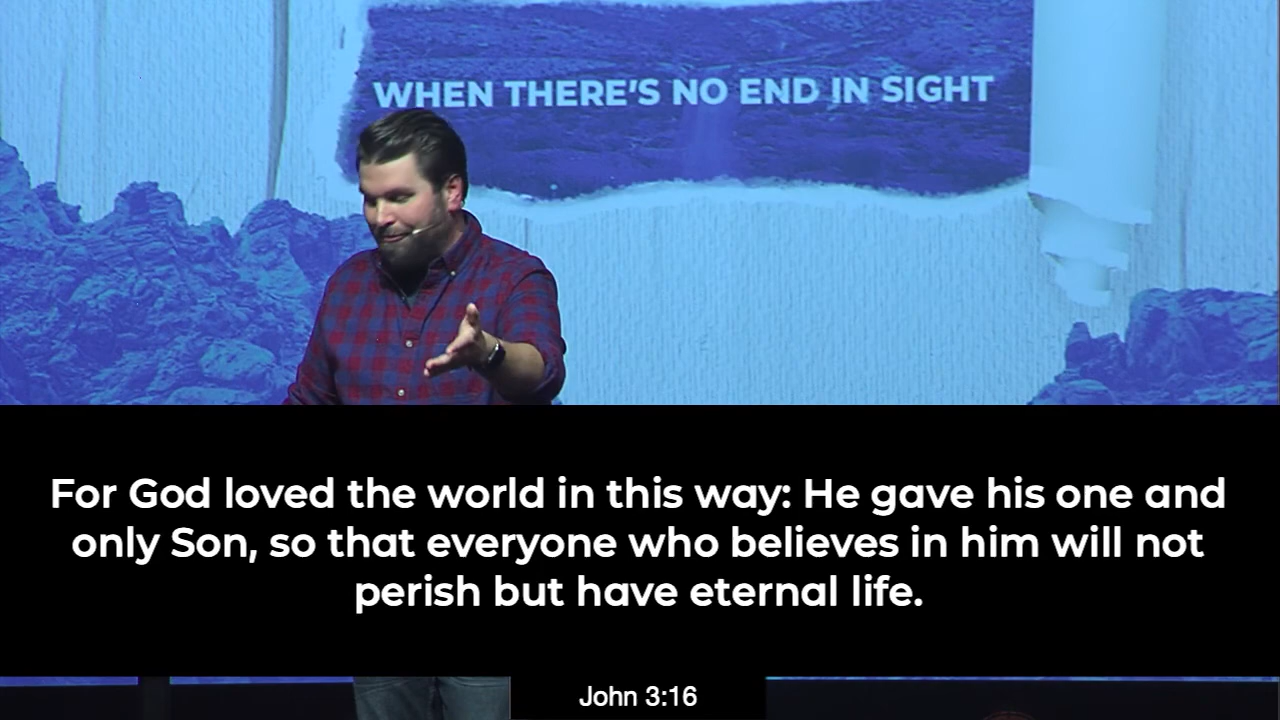 WHEN THERE'S NO END IN SIGHT
For God loved the world in this way: He gave his one and
only Son, so that everyone who believes in him will not
perish but have eternal life.
John 3:16